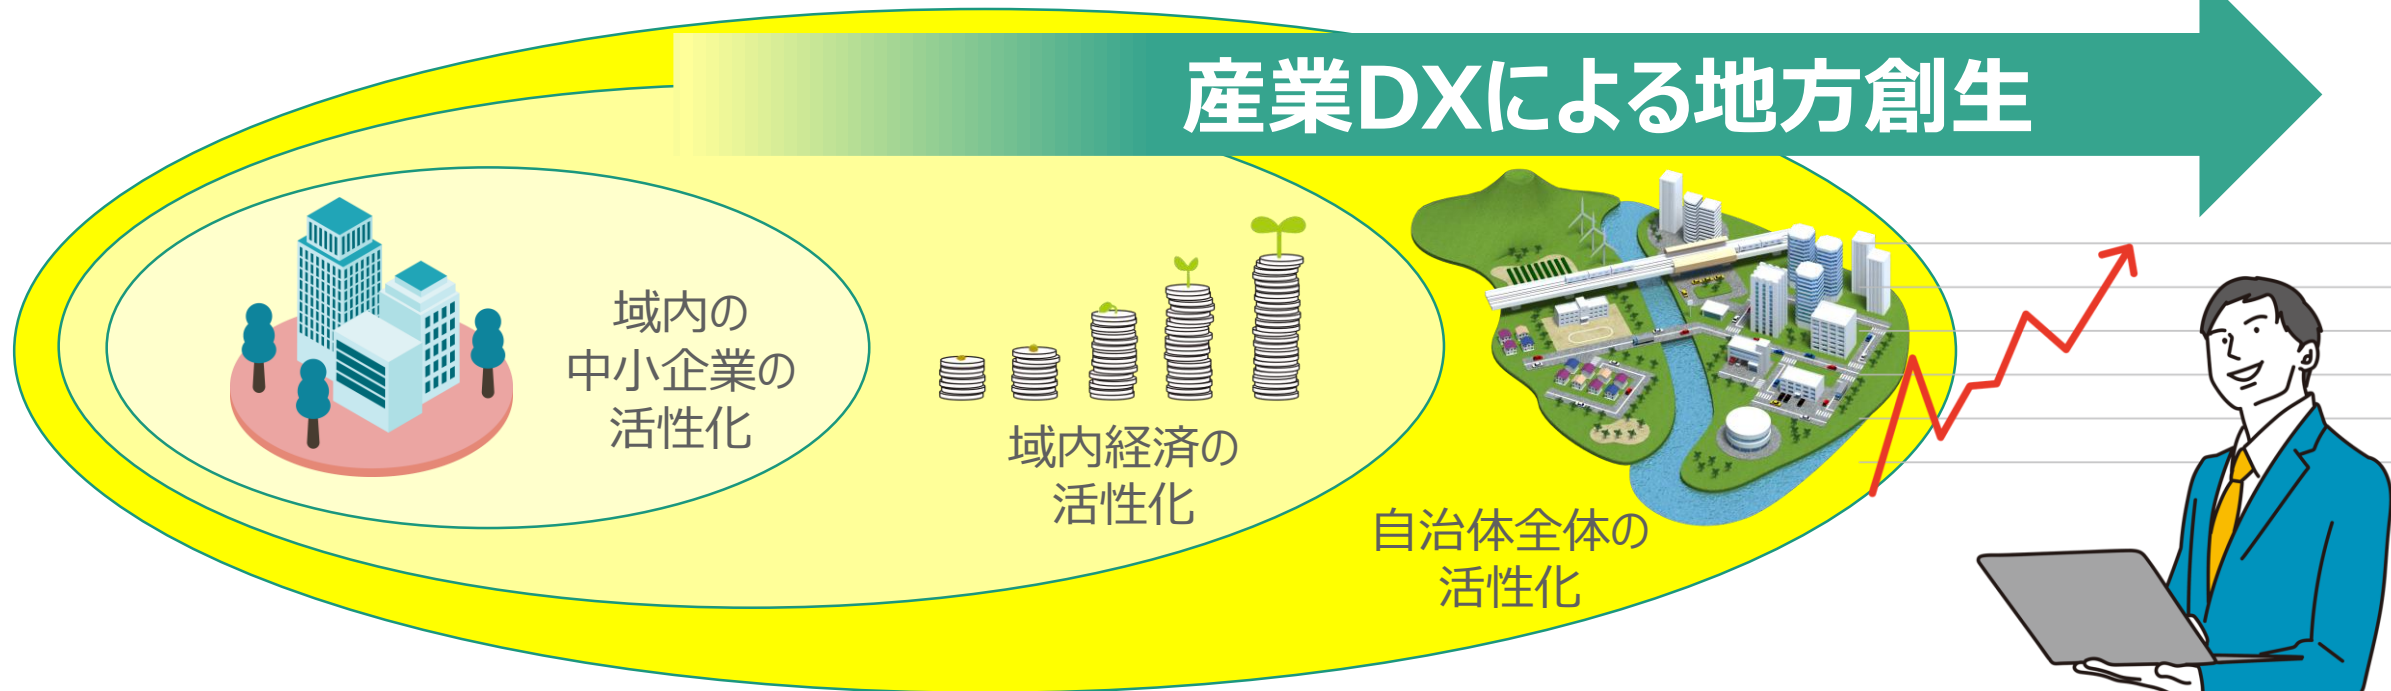 産業DXによる地方創生
域内の
中小企業の
活性化
域内経済の
活性化
自治体全体の
活性化